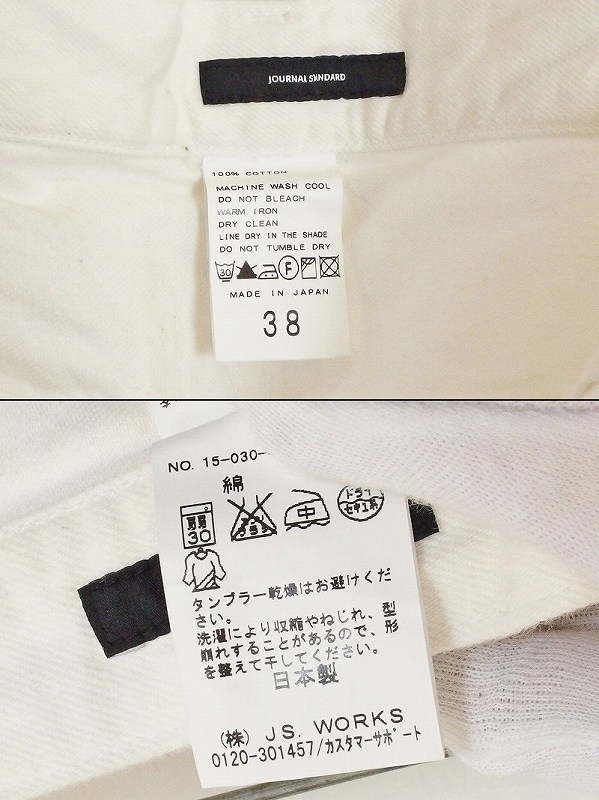 JOURNAL STANDARD
100% COTTON
MACHINE WASH COOL
DO NOT BLEACH
WARM IRON
DRY CLEAN
LINE DRY IN THE SHADE
DO NOT TUMBLE DRY
30
F
MADE IN JAPAN
38
NO. 15-030-
綿
30
中
ドライ
セキユ系
タンブラー乾燥はお避けくだ
さい。
洗濯により収縮やねじれ、型
崩れすることがあるので、形
を整えて干してください。
日本製
(株) J.S. WORKS
0120-301457/カスタマーサポート